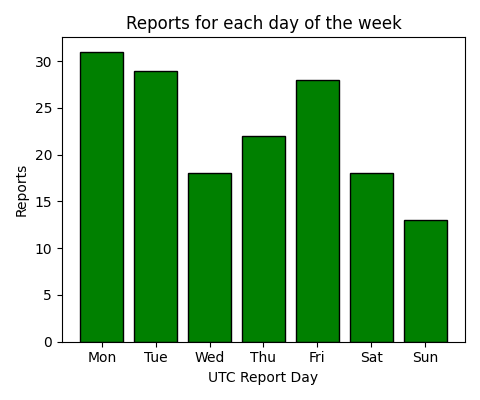 Reports for each day of the week
30
25
20
15
10
5
0
Reports
Mon Tue Wed Thu Fri Sat Sun
UTC Report Day